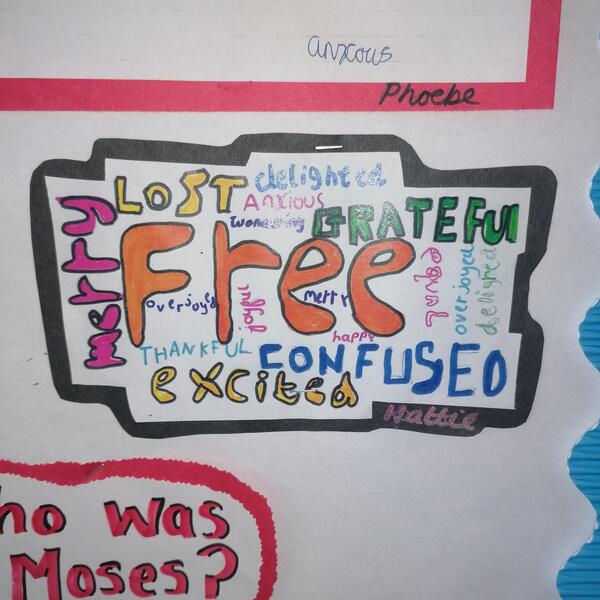 anxcous
Phoebe
LOST delighted
Anxious
Wondering GRATEFUl
merry Free
overjoyed joyful merry joyful overjoyed delighted
happy
THANKFUL CONFUSED
excited
Hattie
ho was
Moses?